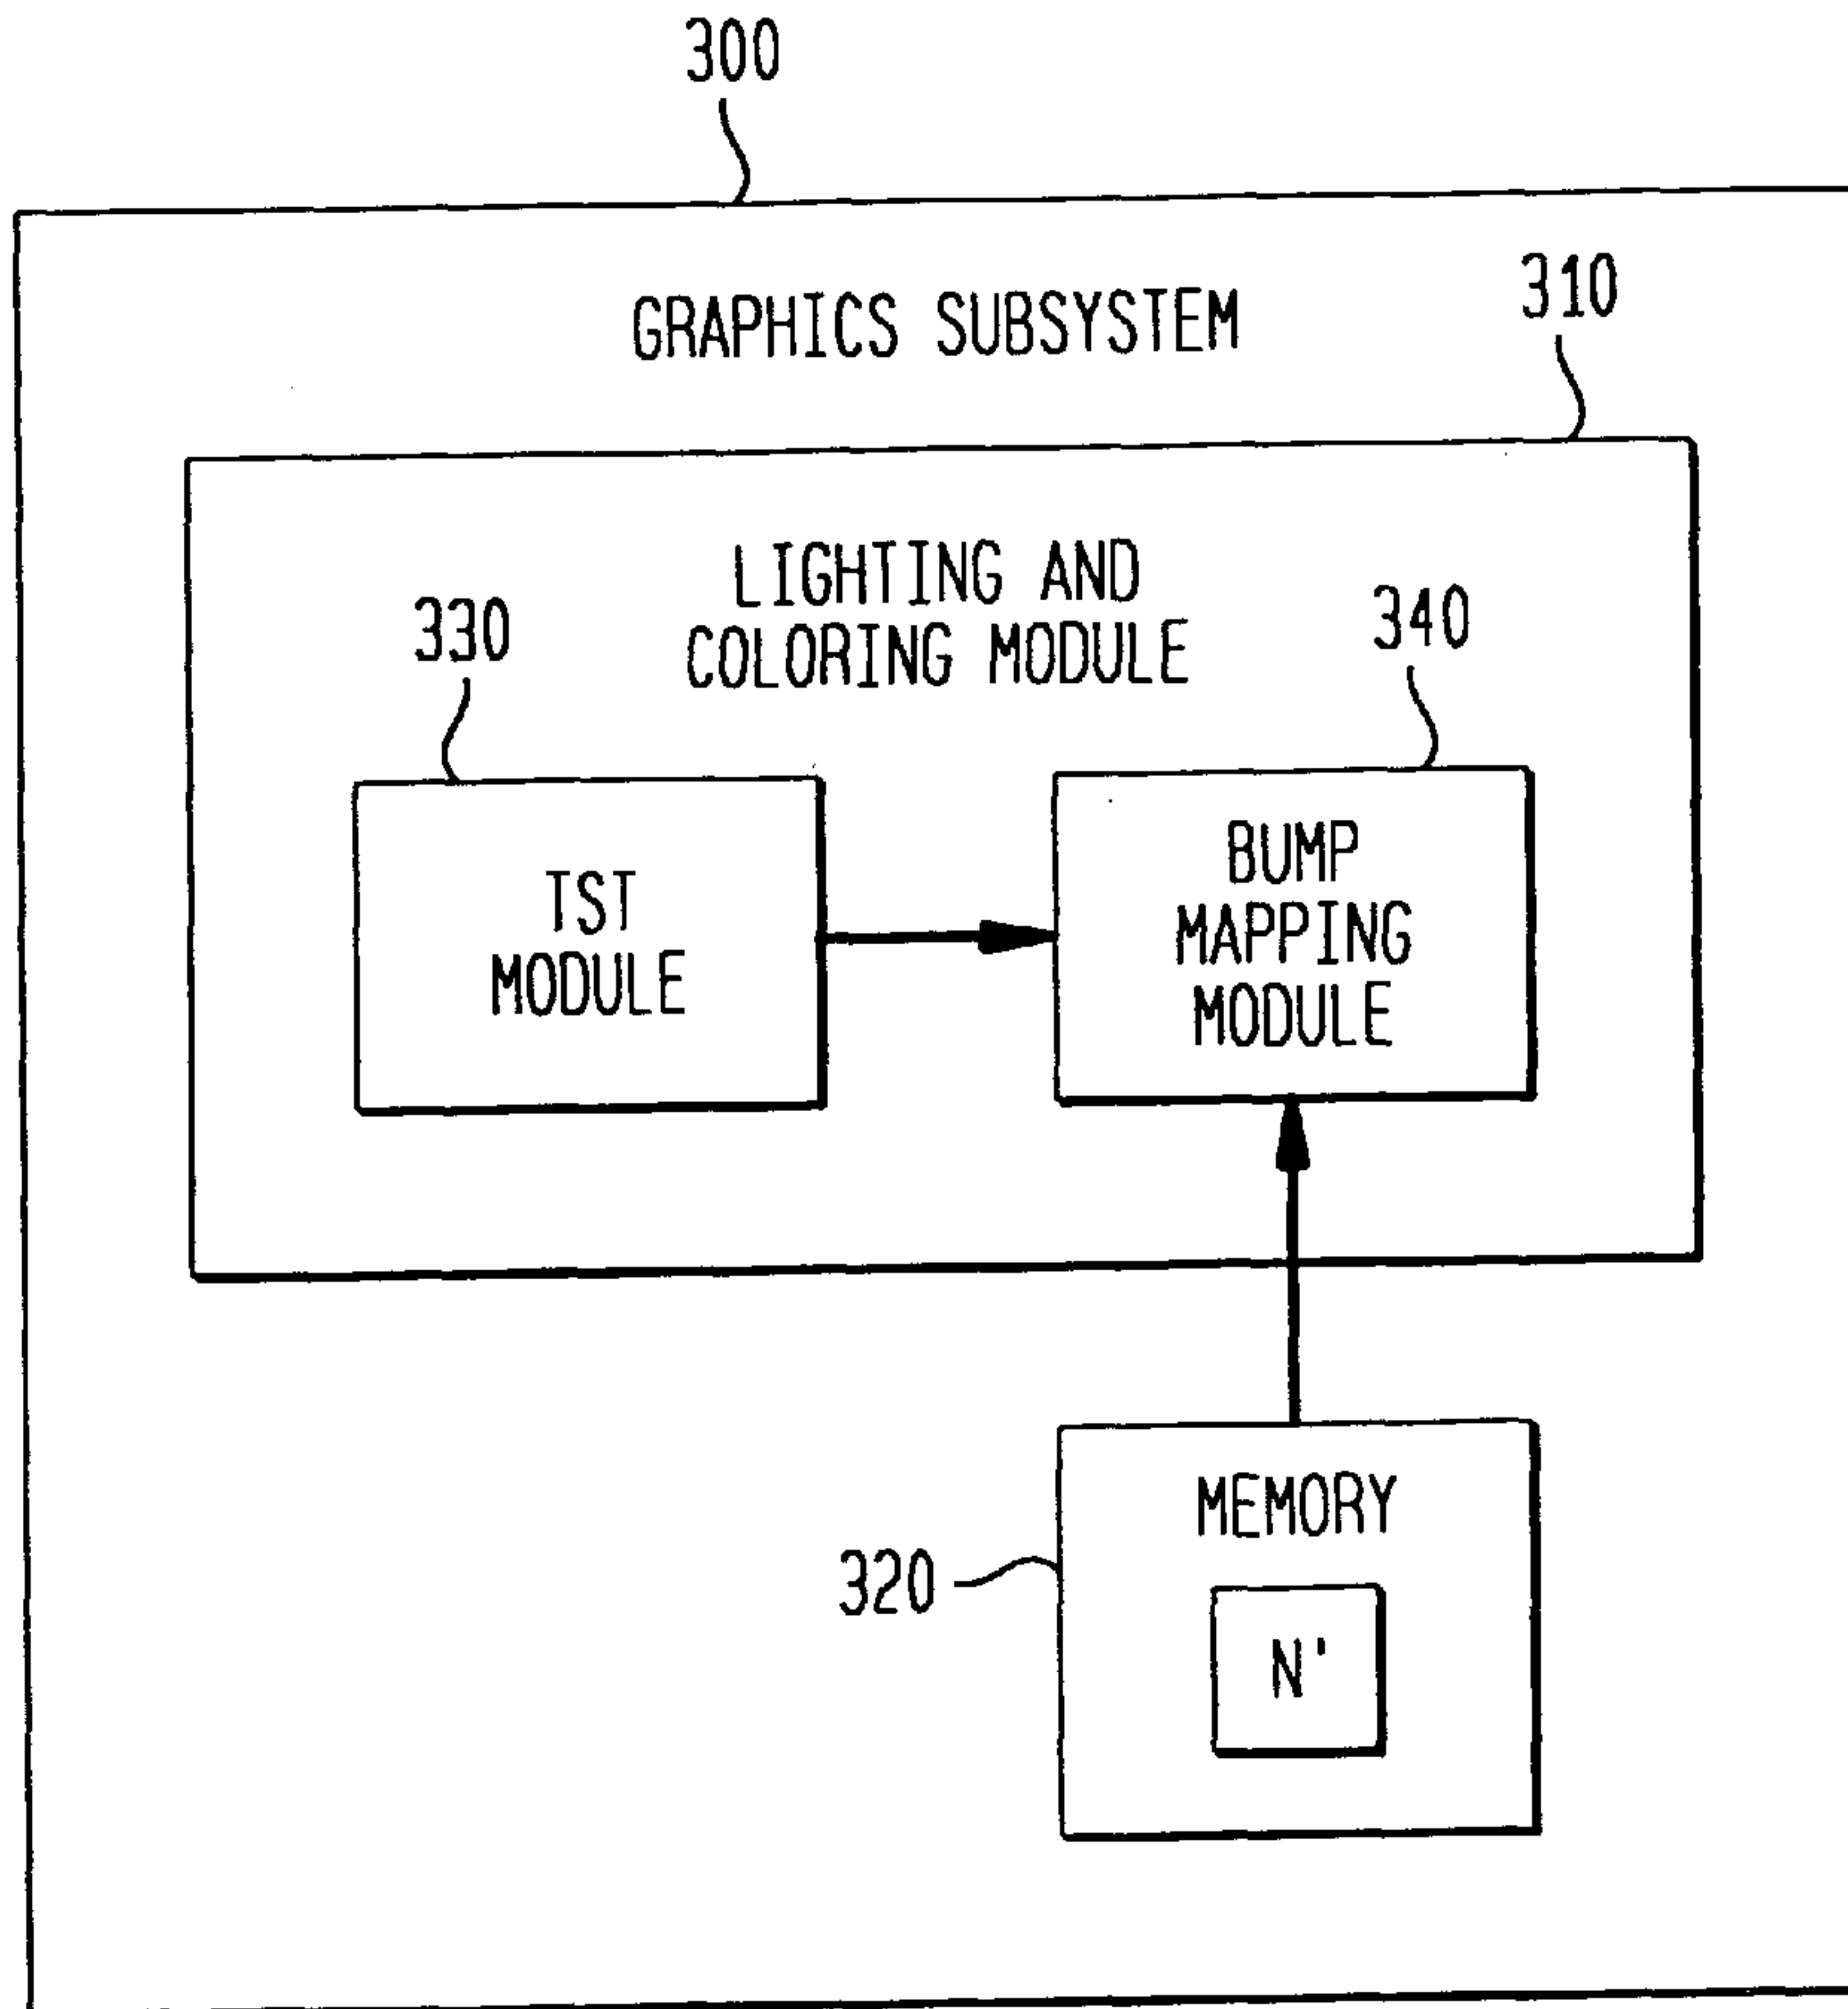 300
GRAPHICS SUBSYSTEM
310
LIGHTING AND
COLORING MODULE
330
340
TST
MODULE
BUMP
MAPPING
MODULE
MEMORY
320
N'